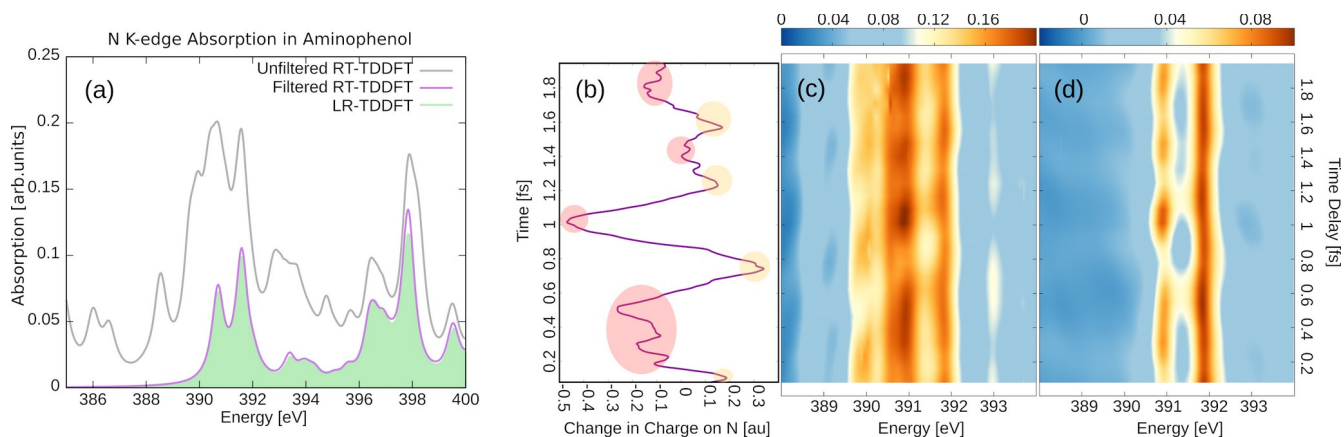 N K-edge Absorption in Aminophenol
0.25
0.2
0.15
0.1
0.05
0
Absorption [arb.units]
(a)
Unfiltered RT-TDDFT
Filtered RT-TDDFT
LR-TDDFT
386 388 390 392 394 396 398 400
Energy [eV]
(b)
Time [fs]
1.8
1.6
1.4
1.2
1
0.8
0.6
0.4
0.2
-0.5 -0.4 -0.3 -0.2 -0.1 0 0.1 0.2 0.3
Change in Charge on N [au]
0 0.04 0.08 0.12 0.16
(c)
389 390 391 392 393
Energy [eV]
0 0.04 0.08
(d)
1.8
1.6
1.4
1.2
1
0.8
0.6
0.4
0.2
Time Delay [fs]
389 390 391 392 393
Energy [eV]